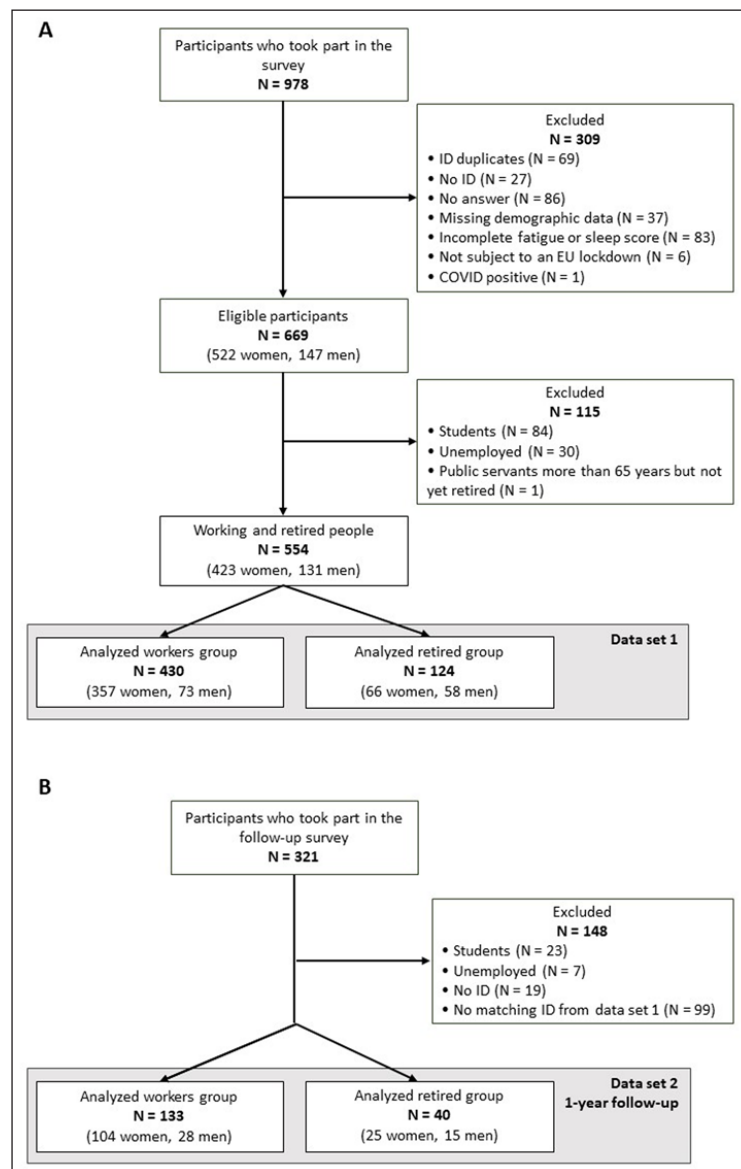 A
Participants who took part in the
survey
N = 978
Excluded
N = 309
• ID duplicates (N = 69)
• No ID (N = 27)
• No answer (N = 86)
• Missing demographic data (N = 37)
• Incomplete fatigue or sleep score (N = 83)
• Not subject to an EU lockdown (N = 6)
• COVID positive (N = 1)
Eligible participants
N = 669
(522 women, 147 men)
Excluded
N = 115
• Students (N = 84)
• Unemployed (N = 30)
• Public servants more than 65 years but not
yet retired (N = 1)
Working and retired people
N = 554
(423 women, 131 men)
Data set 1
Analyzed workers group
N = 430
(357 women, 73 men)
Analyzed retired group
N = 124
(66 women, 58 men)
B
Participants who took part in the
follow-up survey
N = 321
Excluded
N = 148
• Students (N = 23)
• Unemployed (N = 7)
• No ID (N = 19)
• No matching ID from data set 1 (N = 99)
Data set 2
1-year follow-up
Analyzed workers group
N = 133
(104 women, 28 men)
Analyzed retired group
N = 40
(25 women, 15 men)